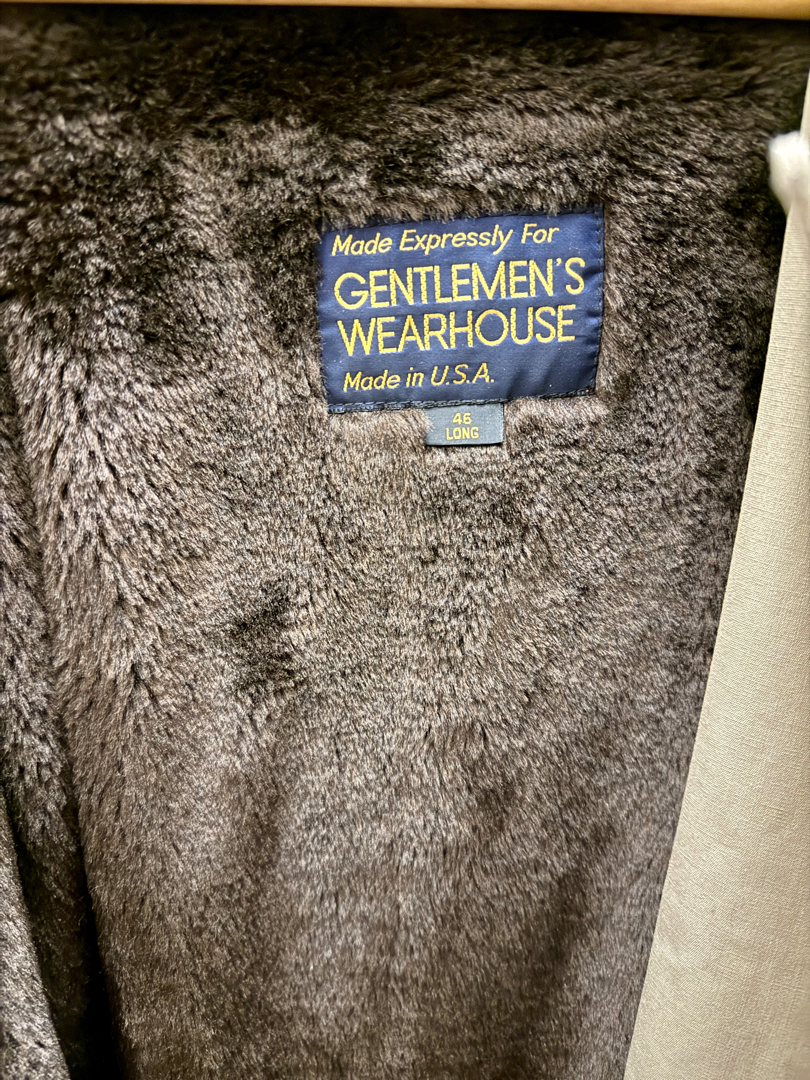 Made Expressly For
GENTLEMEN'S
WEARHOUSE
Made in U.S.A.
46
LONG